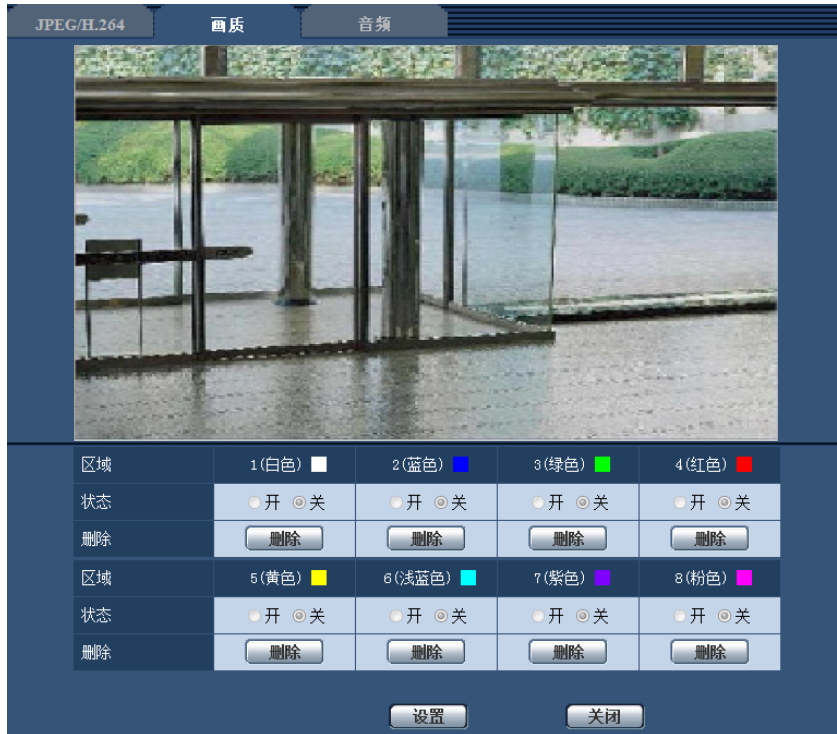 JPEG/H.264 画质 音频
区域 1(白色) 2(蓝色) 3(绿色) 4(红色)
状态 开 关 开 关 开 关 开 关
删除 删除 删除 删除 删除
区域 5(黄色) 6(浅蓝色) 7(紫色) 8(粉色)
状态 开 关 开 关 开 关 开 关
删除 删除 删除 删除 删除
设置 关闭